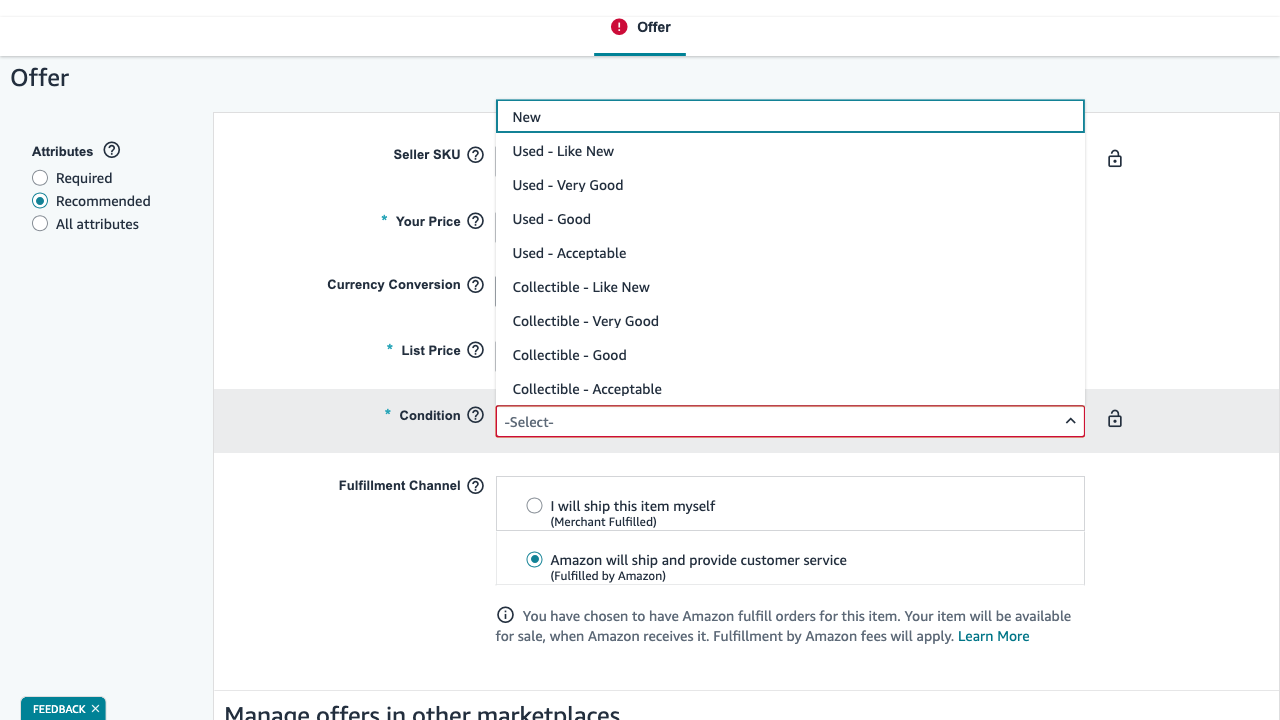 Offer
Offer
Attributes
Required
Recommended
All attributes
Seller SKU
* Your Price
Currency Conversion
* List Price
New
Used - Like New
Used - Very Good
Used - Good
Used - Acceptable
Collectible - Like New
Collectible - Very Good
Collectible - Good
Collectible - Acceptable
* Condition
-Select-
Fulfillment Channel
I will ship this item myself
(Merchant Fulfilled)
Amazon will ship and provide customer service
(Fulfilled by Amazon)
You have chosen to have Amazon fulfill orders for this item. Your item will be available
for sale, when Amazon receives it. Fulfillment by Amazon fees will apply. Learn More
FEEDBACK
Manage offers in other marketplaces